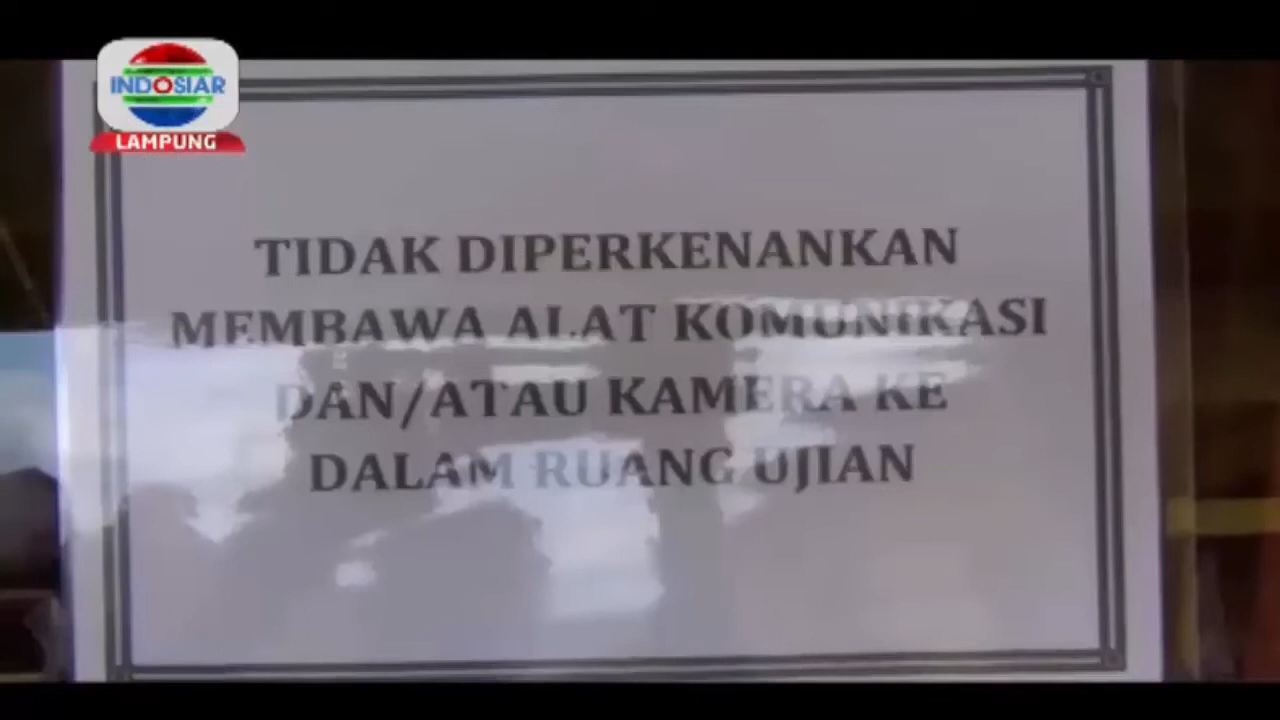 INDOSIAR
LAMPUNG
TIDAK DIPERKENANKAN
MEMBAWA ALAT KOMUNIKASI
DAN/ATAU KAMERA KE
DALAM RUANG UJIAN